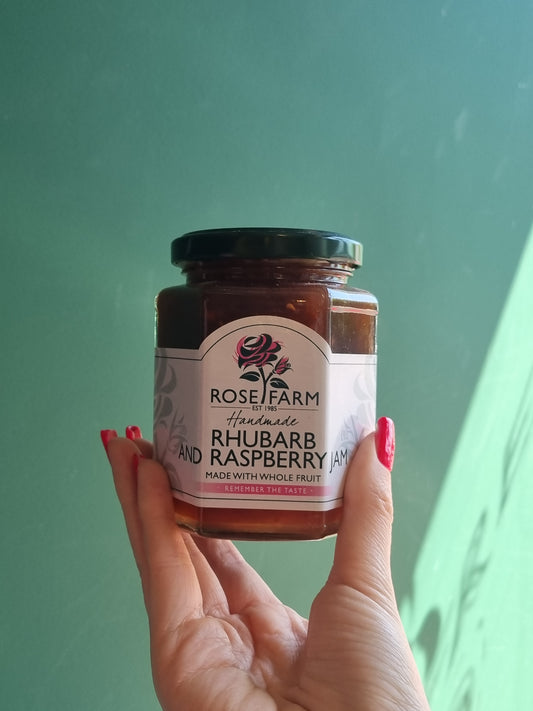 ROSE FARM
EST 1985
Handmade
RHUBARB
AND RASPBERRY JAM
MADE WITH WHOLE FRUIT
· REMEMBER THE TASTE ·